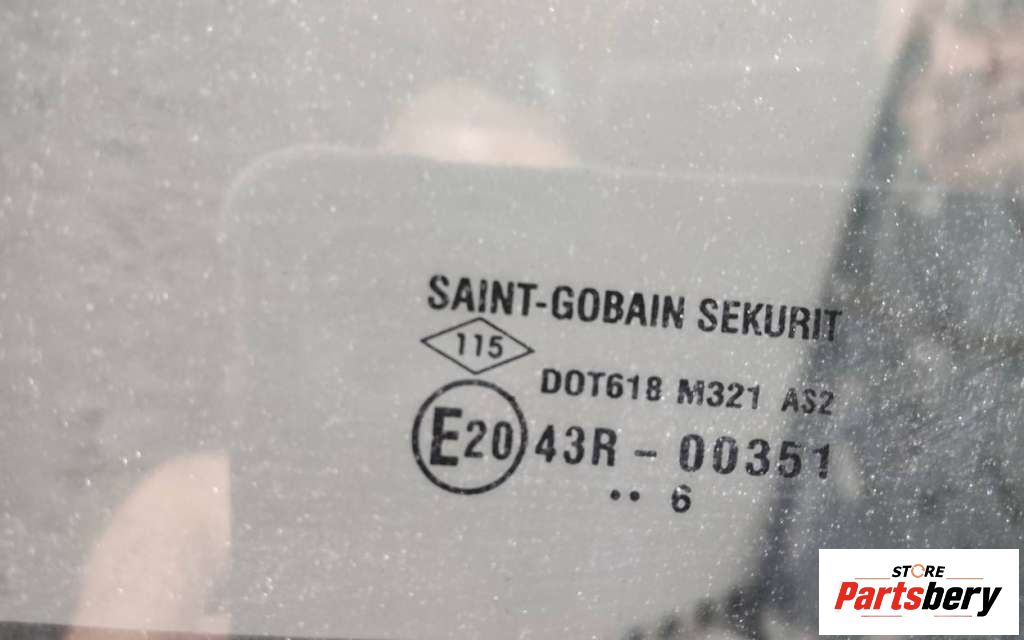 SAINT-GOBAIN SEKURIT
115
DOT618 M321 AS2
E20 43R - 00351
•• 6
STORE
Partsbery